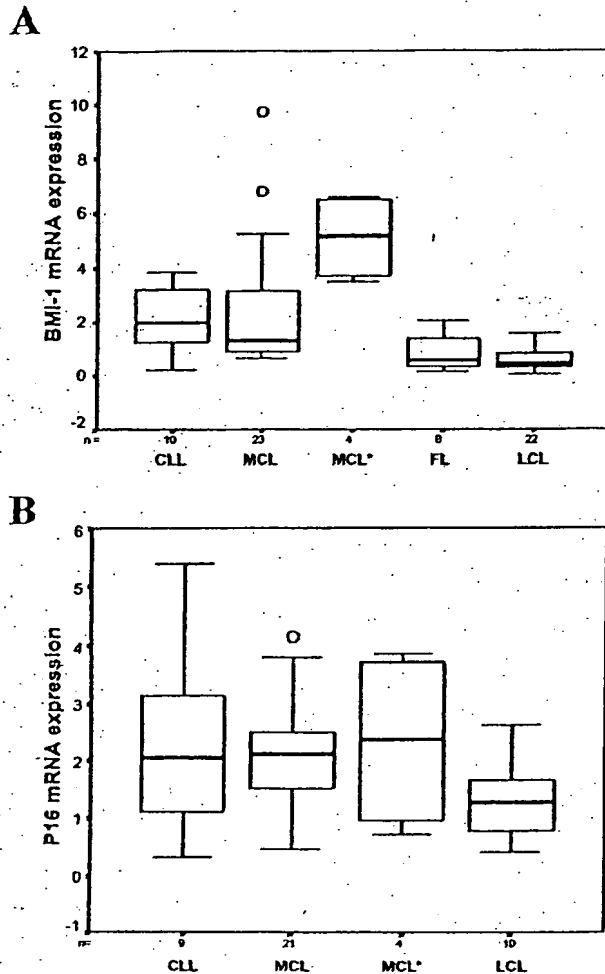 A
BMI-1 mRNA expression
12
10
8
6
4
2
0
-2
n= 10 23 4 8 22
CLL MCL MCL* FL LCL
B
P16 mRNA expression
6
5
4
3
2
1
0
-1
n= 9 21 4 10
CLL MCL MCL* LCL